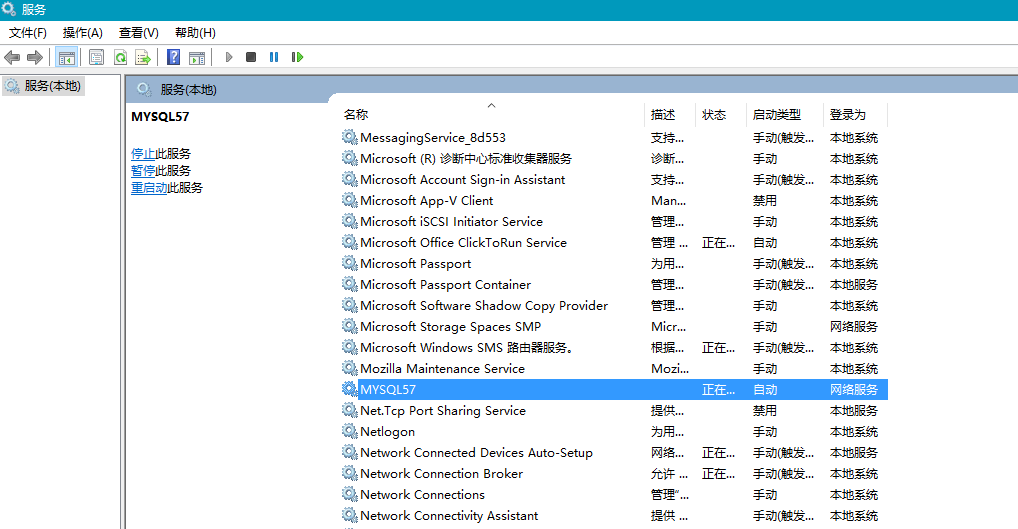 服务
文件(F) 操作(A) 查看(V) 帮助(H)
服务(本地)
服务(本地)
MYSQL57
停止此服务
暂停此服务
重启动此服务
名称 描述 状态 启动类型 登录为
MessagingService_8d553 支持... 手动(触发... 本地系统
Microsoft (R) 诊断中心标准收集器服务 诊断... 手动 本地系统
Microsoft Account Sign-in Assistant 支持... 手动(触发... 本地系统
Microsoft App-V Client Man... 禁用 本地系统
Microsoft iSCSI Initiator Service 管理... 手动 本地系统
Microsoft Office ClickToRun Service 管理 ... 正在... 自动 本地系统
Microsoft Passport 为用... 手动(触发... 本地系统
Microsoft Passport Container 管理... 手动(触发... 本地服务
Microsoft Software Shadow Copy Provider 管理... 手动 本地系统
Microsoft Storage Spaces SMP Micr... 手动 网络服务
Microsoft Windows SMS 路由器服务。 根据... 正在... 手动(触发... 本地系统
Mozilla Maintenance Service Mozi... 手动 本地系统
MYSQL57 正在... 自动 网络服务
Net.Tcp Port Sharing Service 提供... 禁用 本地服务
Netlogon 为用... 手动 本地系统
Network Connected Devices Auto-Setup 网络... 正在... 手动(触发... 本地服务
Network Connection Broker 允许 ... 正在... 手动(触发... 本地系统
Network Connections 管理“... 手动 本地系统
Network Connectivity Assistant 提供 ... 手动(触发... 本地系统